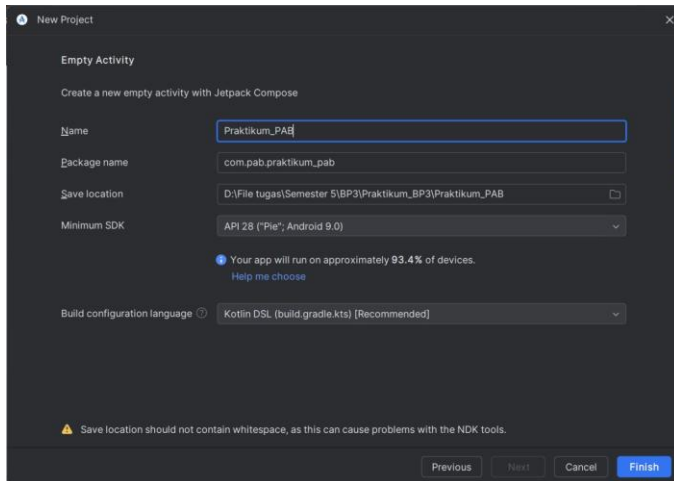 New Project
Empty Activity
Create a new empty activity with Jetpack Compose
Name Praktikum_PAB
Package name com.pab.praktikum_pab
Save location D:\File tugas\Semester 5\BP3\Praktikum_BP3\Praktikum_PAB
Minimum SDK API 28 ("Pie"; Android 9.0)
Your app will run on approximately 93.4% of devices.
Help me choose
Build configuration language Kotlin DSL (build.gradle.kts) [Recommended]
Save location should not contain whitespace, as this can cause problems with the NDK tools.
Previous Next Cancel Finish